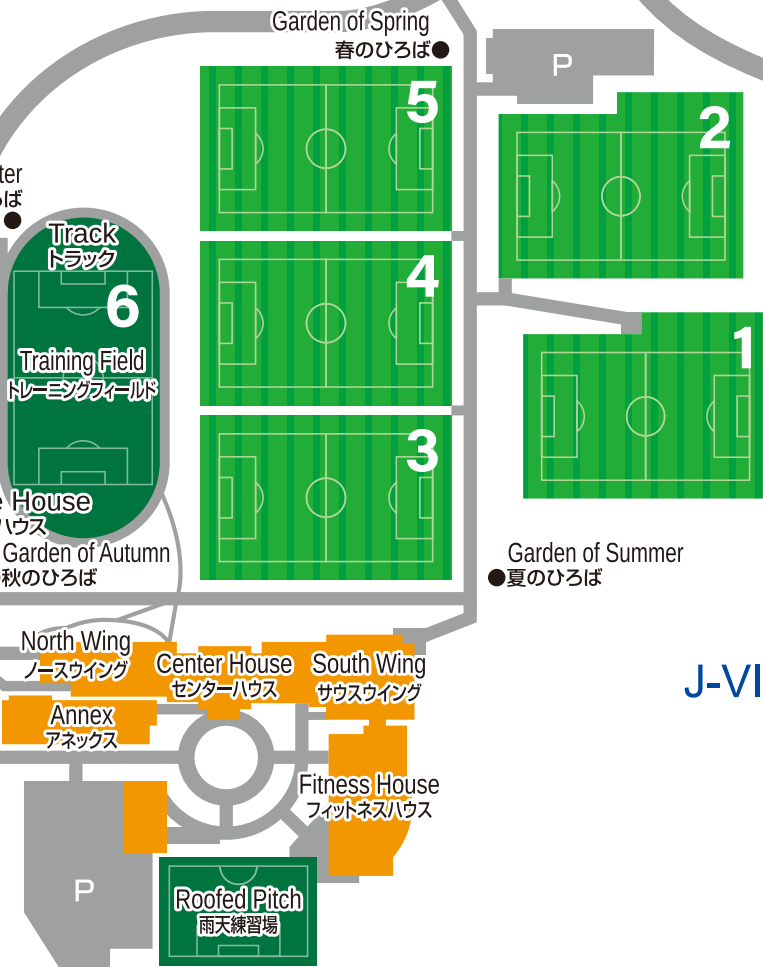 Garden of Spring
春のひろば
P
5
2
ter
ば
Track
トラック
4
6
1
Training Field
トレーニングフィールド
3
House
ハウス
Garden of Autumn
秋のひろば
Garden of Summer
夏のひろば
North Wing
ノースウイング
Center House
センターハウス
South Wing
サウスウイング
J-VI
Annex
アネックス
Fitness House
フィットネスハウス
P
Roofed Pitch
雨天練習場